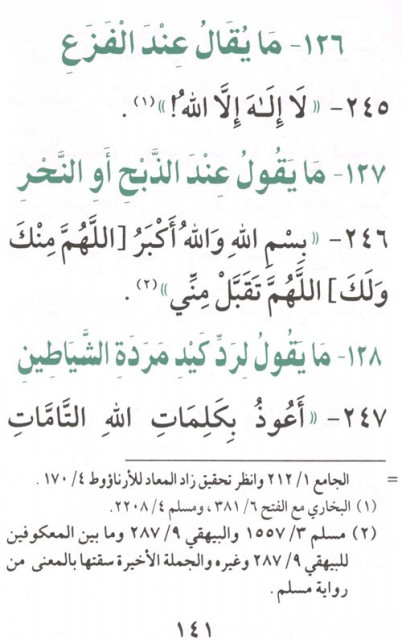 ١٢٦- مَا يُقَالُ عِنْدَ الْفَزَعِ
٢٤٥- «لَا إِلَـٰهَ إِلَّا اللهُ!»(١).
١٢٧- مَا يَقُولُ عِنْدَ الذَّبْحِ أَوِ النَّحْرِ
٢٤٦- «بِسْمِ اللهِ وَاللهُ أَكْبَرُ [اللَّهُمَّ مِنْكَ
وَلَكَ] اللَّهُمَّ تَقَبَّلْ مِنِّي»(٢).
١٢٨- مَا يَقُولُ لِرَدِّ كَيْدِ مَرَدَةِ الشَّيَاطِينِ
٢٤٧- «أَعُوذُ بِكَلِمَاتِ اللهِ التَّامَّاتِ
= الجامع ١/ ٢١٢ وانظر تحقيق زاد المعاد للأرناؤوط ٤/ ١٧٠.
(١) البخاري مع الفتح ٦/ ٣٨١، ومسلم ٤/ ٢٢٠٨.
(٢) مسلم ٣/ ١٥٥٧ والبيهقي ٩/ ٢٨٧ وما بين المعكوفين
للبيهقي ٩/ ٢٨٧ وغيره والجملة الأخيرة سقتها بالمعنى من
رواية مسلم.
١٤١